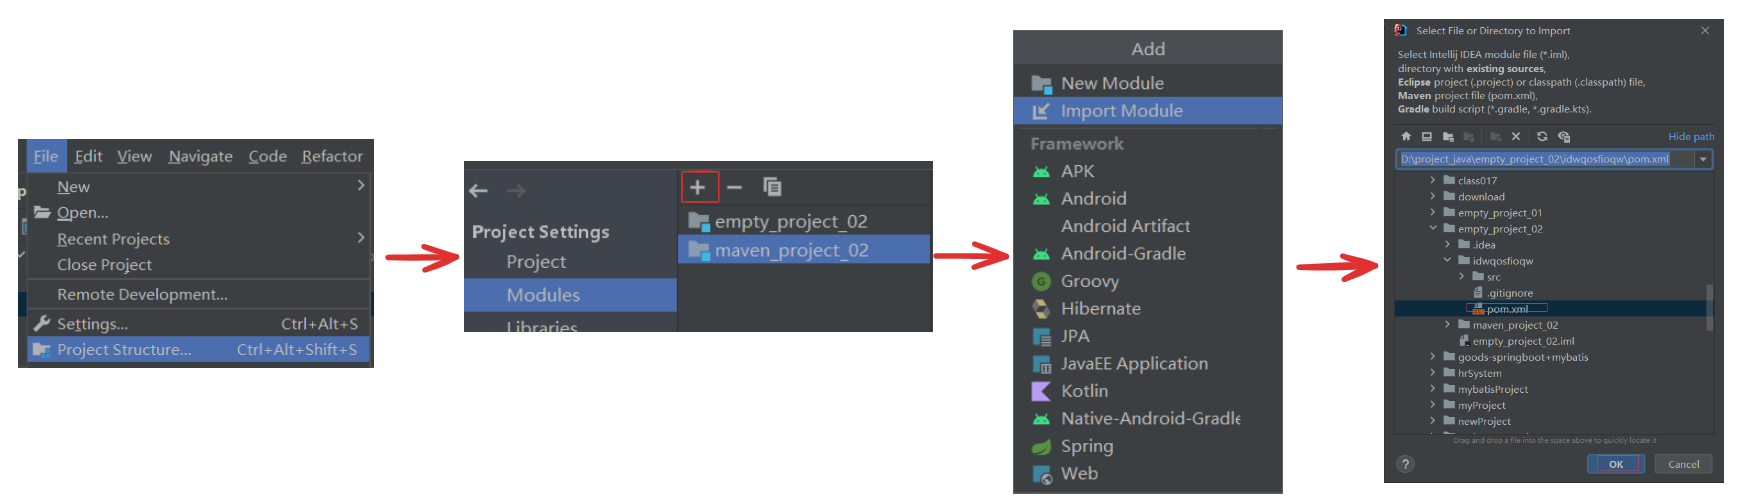 File Edit View Navigate Code Refactor
New
Open...
Recent Projects
Close Project
Remote Development...
Settings... Ctrl+Alt+S
Project Structure... Ctrl+Alt+Shift+S
Project Settings
Project
Modules
Libraries
empty_project_02
maven_project_02
Add
New Module
Import Module
Framework
APK
Android
Android Artifact
Android-Gradle
Groovy
Hibernate
JPA
JavaEE Application
Kotlin
Native-Android-Gradle
Spring
Web
Select File or Directory to Import
Select Intellij IDEA module file (*.iml),
directory with existing sources,
Eclipse project (.project) or classpath (.classpath) file,
Maven project file (pom.xml),
Gradle build script (*.gradle, *.gradle.kts).
Hide path
D:\project_java\empty_project_02\idwqosfioqw\pom.xml
class017
download
empty_project_01
empty_project_02
.idea
idwqosfioqw
src
.gitignore
pom.xml
maven_project_02
empty_project_02.iml
goods-springboot+mybatis
hrSystem
mybatisProject
myProject
newProject
Drag and drop a file into the space above to quickly locate it
? OK Cancel